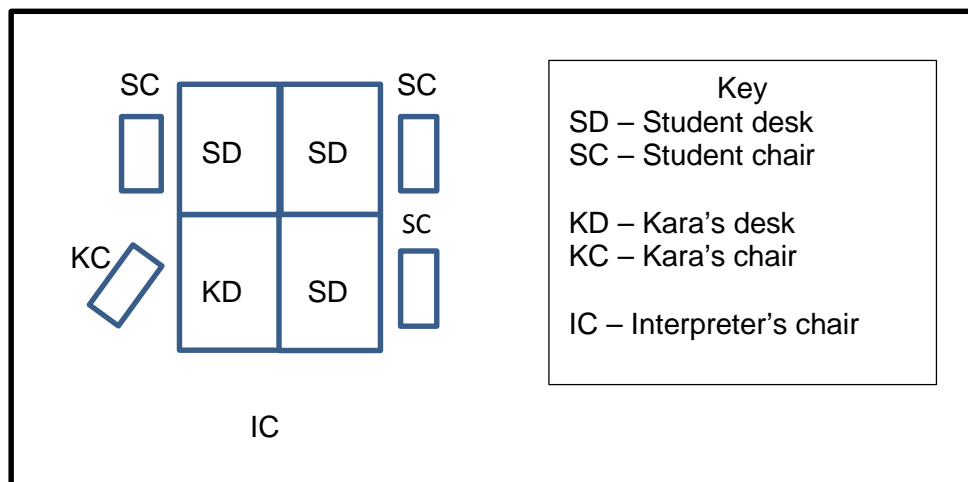 SC SC
SD SD
SC
KC
KD SD
IC
Key
SD – Student desk
SC – Student chair
KD – Kara’s desk
KC – Kara’s chair
IC – Interpreter’s chair